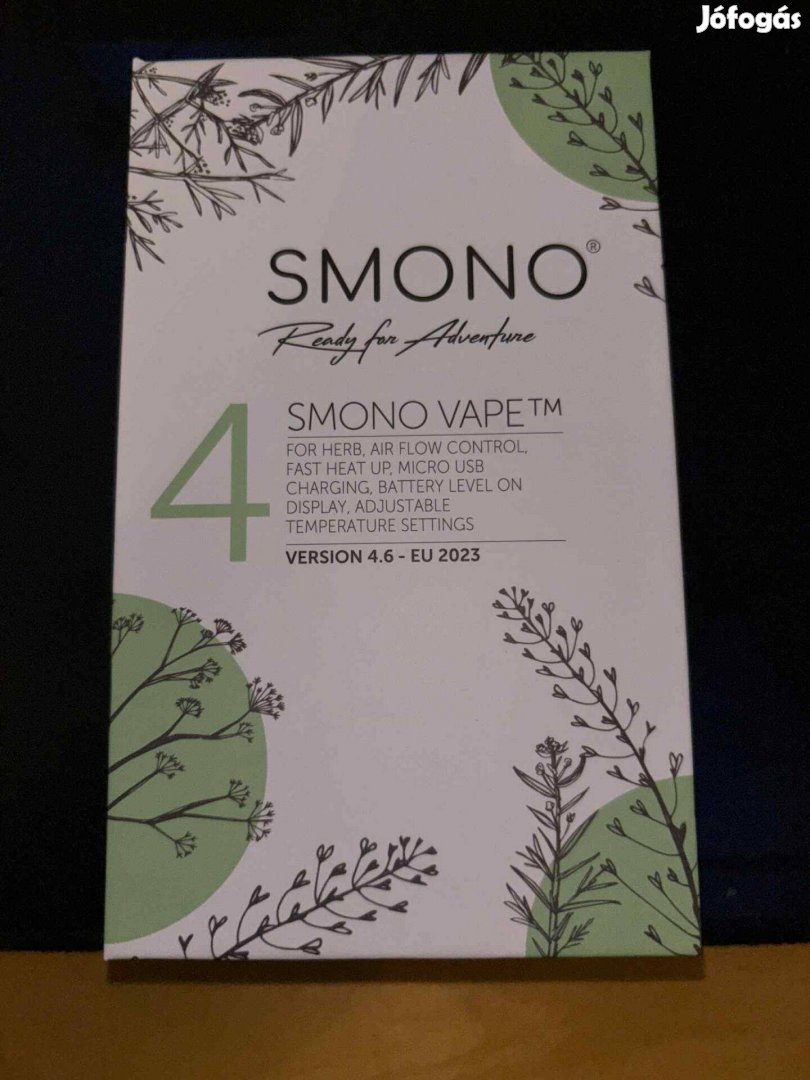 Jófogás
SMONO®
Ready for Adventure
4
SMONO VAPE™
FOR HERB, AIR FLOW CONTROL,
FAST HEAT UP, MICRO USB
CHARGING, BATTERY LEVEL ON
DISPLAY, ADJUSTABLE
TEMPERATURE SETTINGS
VERSION 4.6 - EU 2023